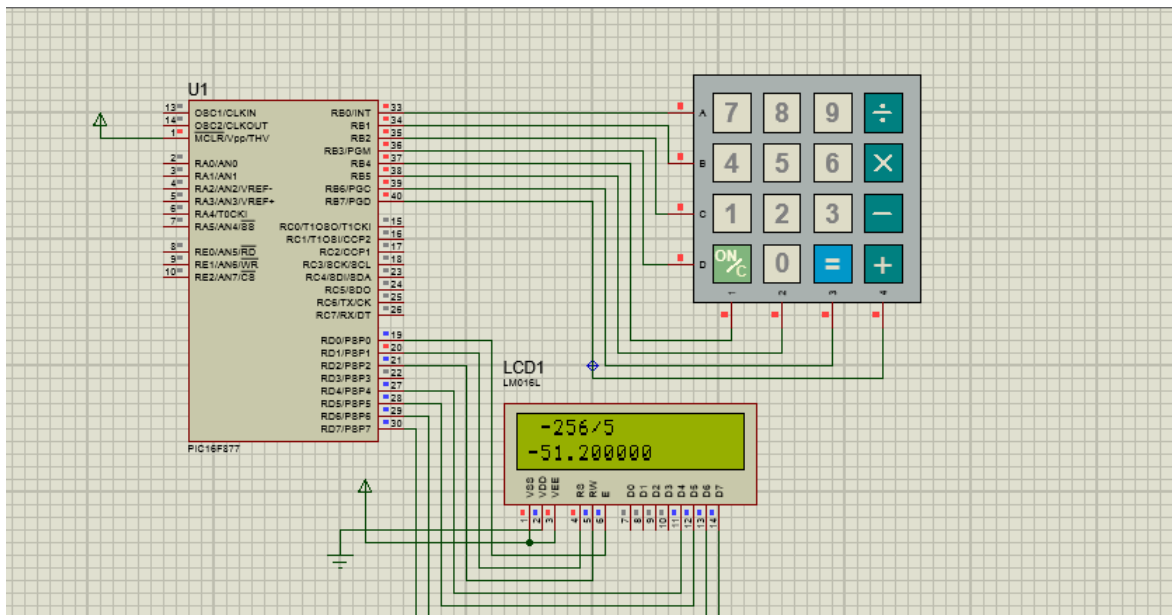 U1
13 OSC1/CLKIN RB0/INT 33
14 OSC2/CLKOUT RB1 34
1 MCLR/Vpp/THV RB2 35
RB3/PGM 36
2 RA0/AN0 RB4 37
3 RA1/AN1 RB5 38
4 RA2/AN2/VREF- RB6/PGC 39
5 RA3/AN3/VREF+ RB7/PGD 40
6 RA4/T0CKI
7 RA5/AN4/SS RC0/T1OSO/T1CKI 15
RC1/T1OSI/CCP2 16
8 RE0/AN5/RD RC2/CCP1 17
9 RE1/AN6/WR RC3/SCK/SCL 18
10 RE2/AN7/CS RC4/SDI/SDA 23
RC5/SDO 24
RC6/TX/CK 25
RC7/RX/DT 26
RD0/PSP0 19
RD1/PSP1 20
RD2/PSP2 21
RD3/PSP3 22
RD4/PSP4 27
RD5/PSP5 28
RD6/PSP6 29
RD7/PSP7 30
PIC16F877
A 7 8 9 ÷
B 4 5 6 ×
C 1 2 3 −
D ON/C 0 = +
1 2 3 4
LCD1
LM016L
-256/5
-51.200000
VSS VDD VEE RS RW E D0 D1 D2 D3 D4 D5 D6 D7
1 2 3 4 5 6 7 8 9 10 11 12 13 14